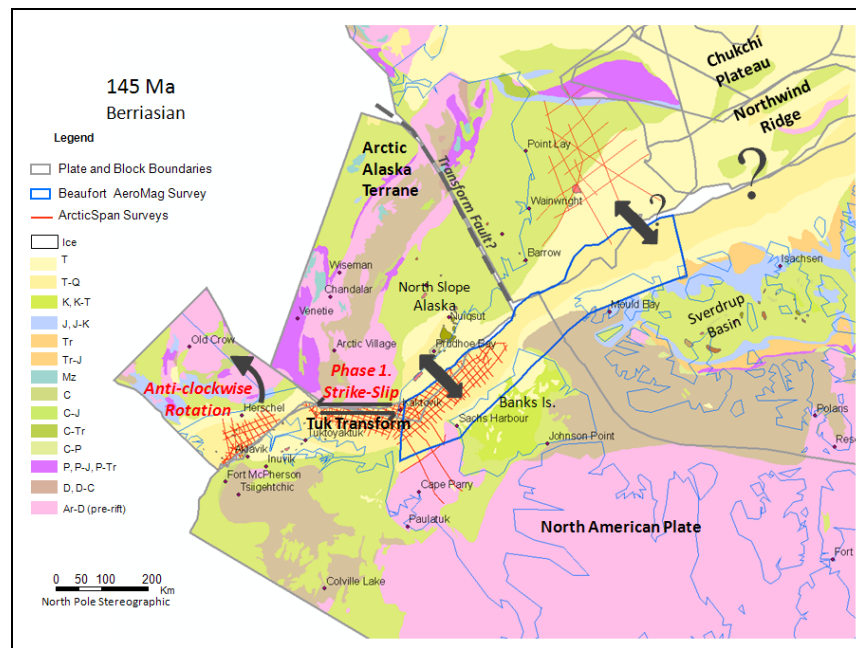 145 Ma
Berriasian
Legend
Plate and Block Boundaries
Beaufort AeroMag Survey
ArcticSpan Surveys
Ice
T
T-Q
K, K-T
J, J-K
Tr
Tr-J
Mz
C
C-J
C-Tr
C-P
P, P-J, P-Tr
D, D-C
Ar-D (pre-rift)
0 50 100 200
Km
North Pole Stereographic
Chukchi
Plateau
Northwind
Ridge
?
?
Arctic
Alaska
Terrane
Transform Fault?
Point Lay
Wainwright
Barrow
Wiseman
Chandalar
Venetie
Arctic Village
North Slope
Alaska
Nuiqsut
Prudhoe Bay
Mould Bay
Isachsen
Sverdrup
Basin
Old Crow
Anti-clockwise
Rotation
Herschel
Phase 1.
Strike-Slip
Kaktovik
Tuk Transform
Tuktoyaktuk
Aklavik
Inuvik
Fort McPherson
Tsiigehtchic
Sachs Harbour
Banks Is.
Johnson Point
Cape Parry
Paulatuk
Colville Lake
North American Plate
Polaris
Reso
Fort